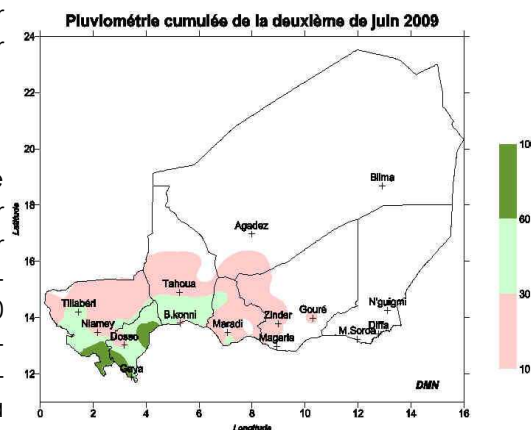 Pluviométrie cumulée de la deuxième de juin 2009
24
22
20
18
16
14
12
Latitude
Bilma
Agadez
Tahoua
Tillabéri
Niamey
Dosso
B.konni
Maradi
Zinder
Gouré
Magaria
N'guigmi
Diffa
M.Soroa
Gaya
DMN
0 2 4 6 8 10 12 14 16
Longitude
100
60
30
10